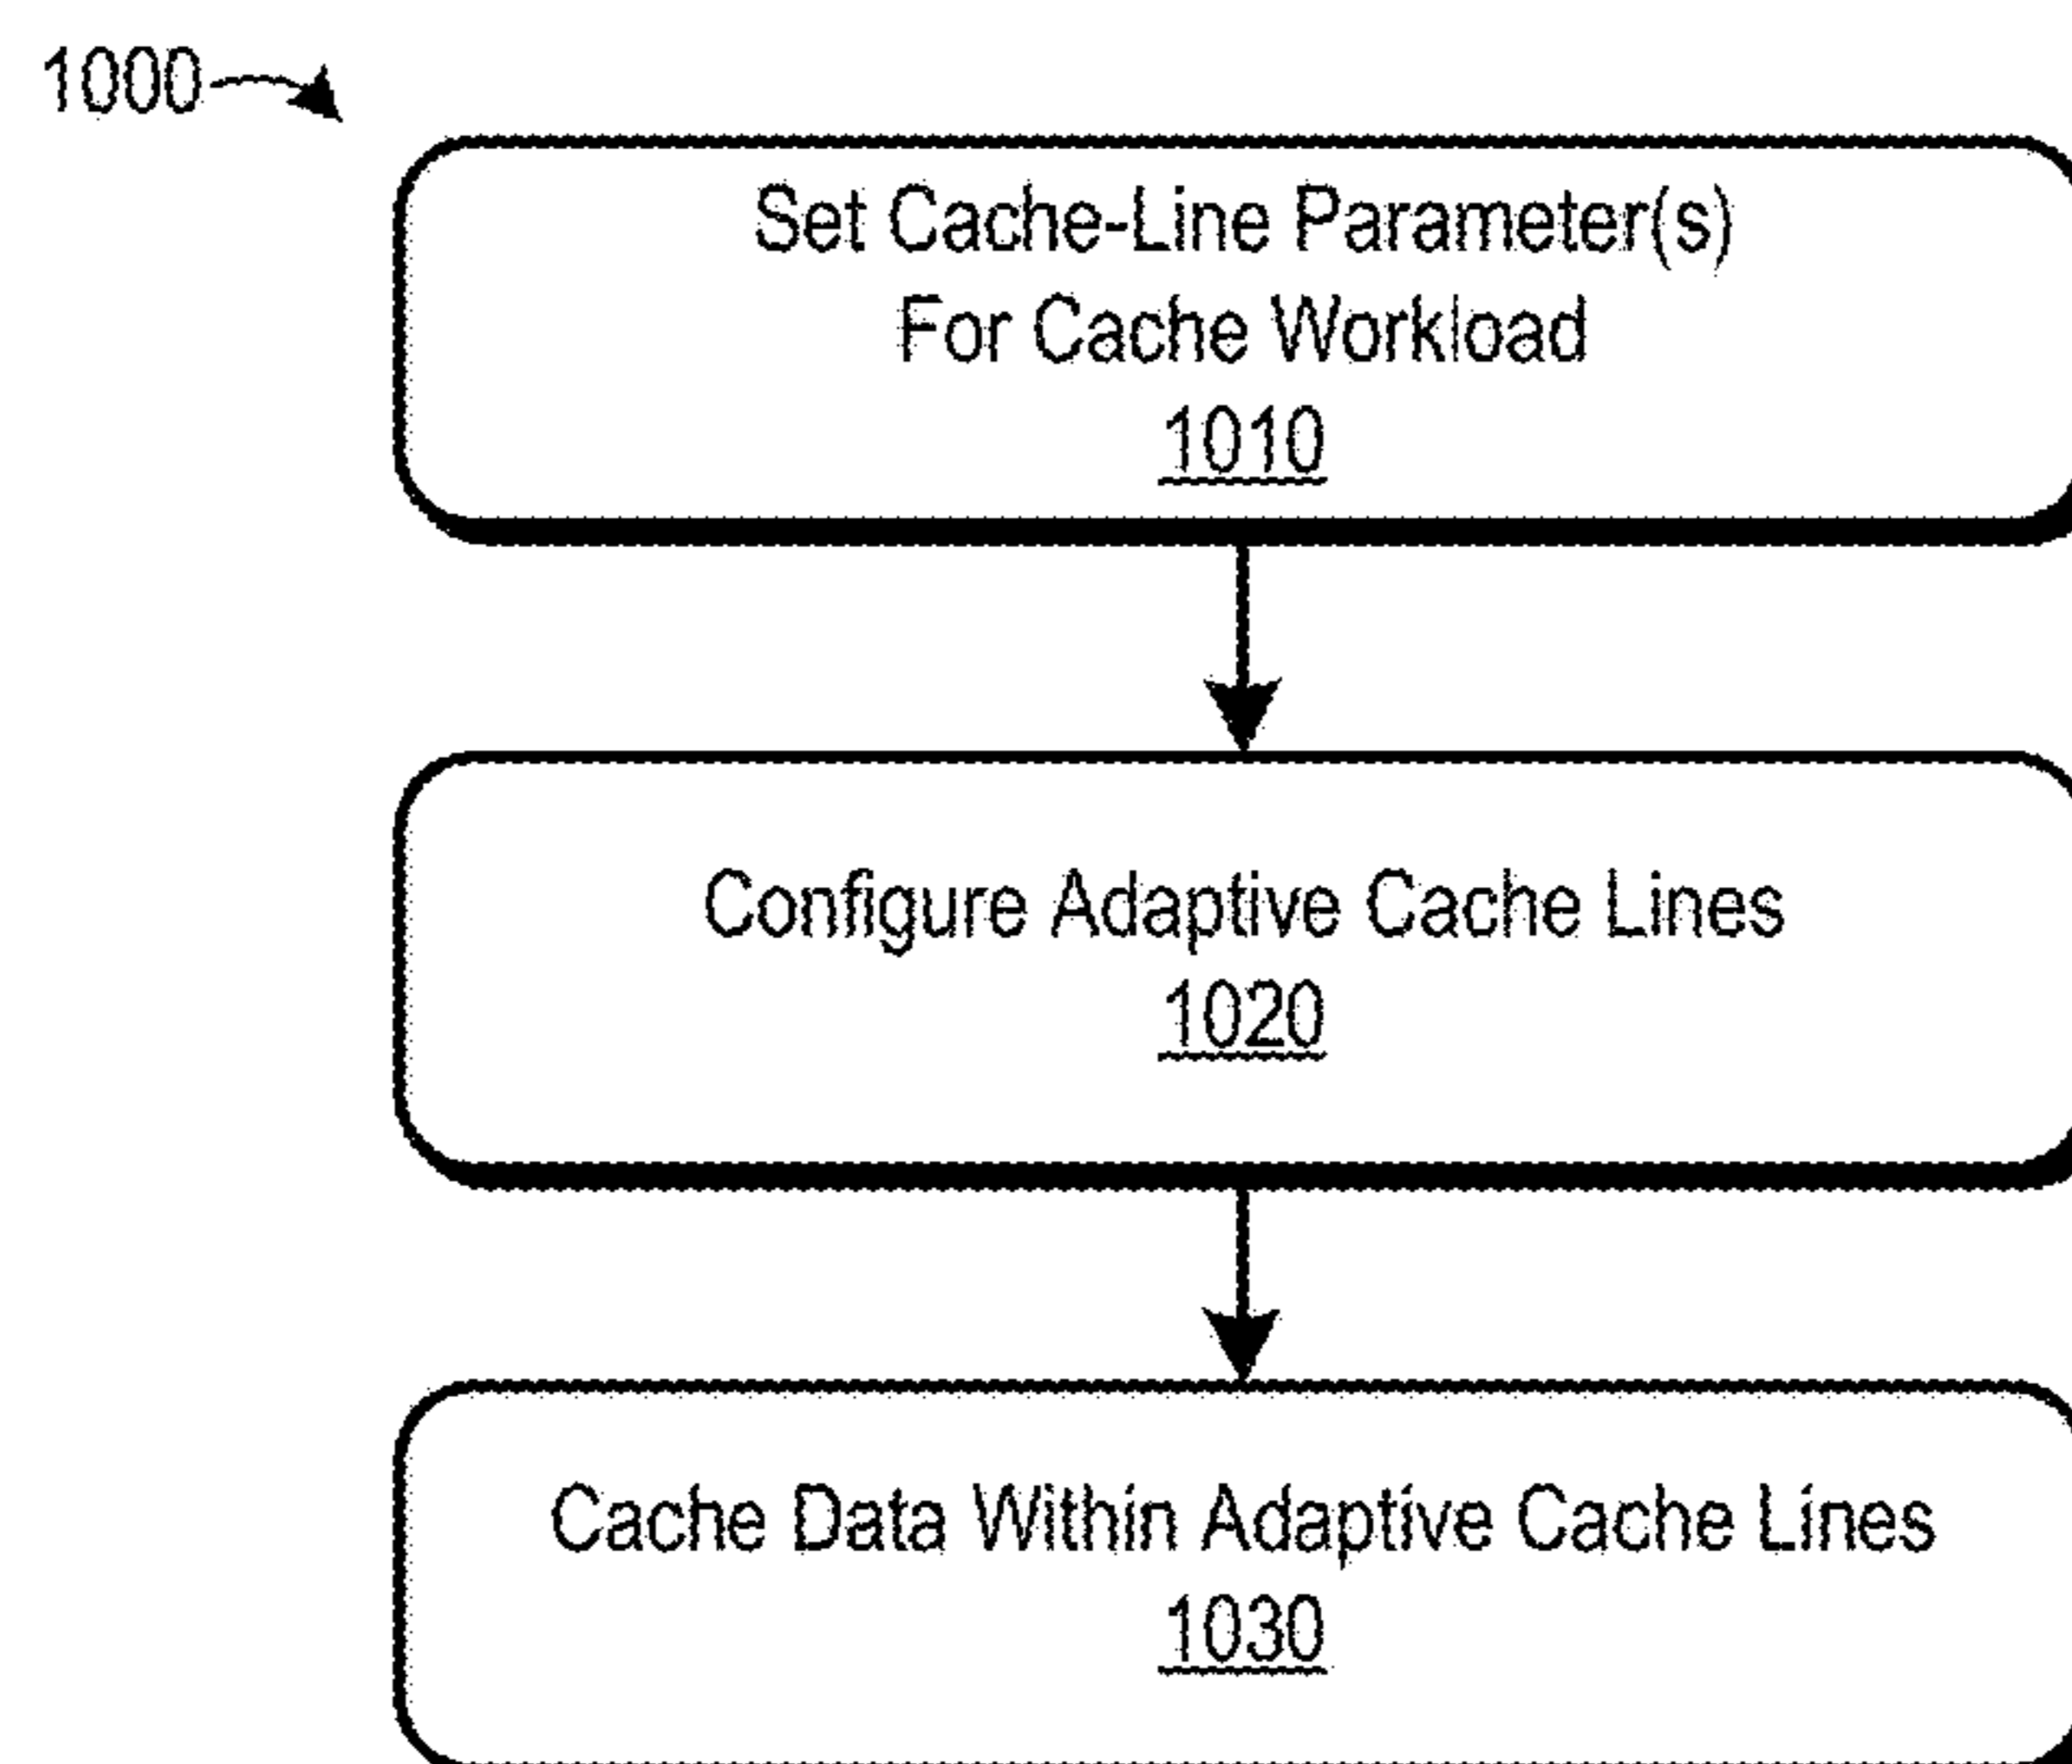 1000
Set Cache-Line Parameter(s)
For Cache Workload
1010
Configure Adaptive Cache Lines
1020
Cache Data Within Adaptive Cache Lines
1030